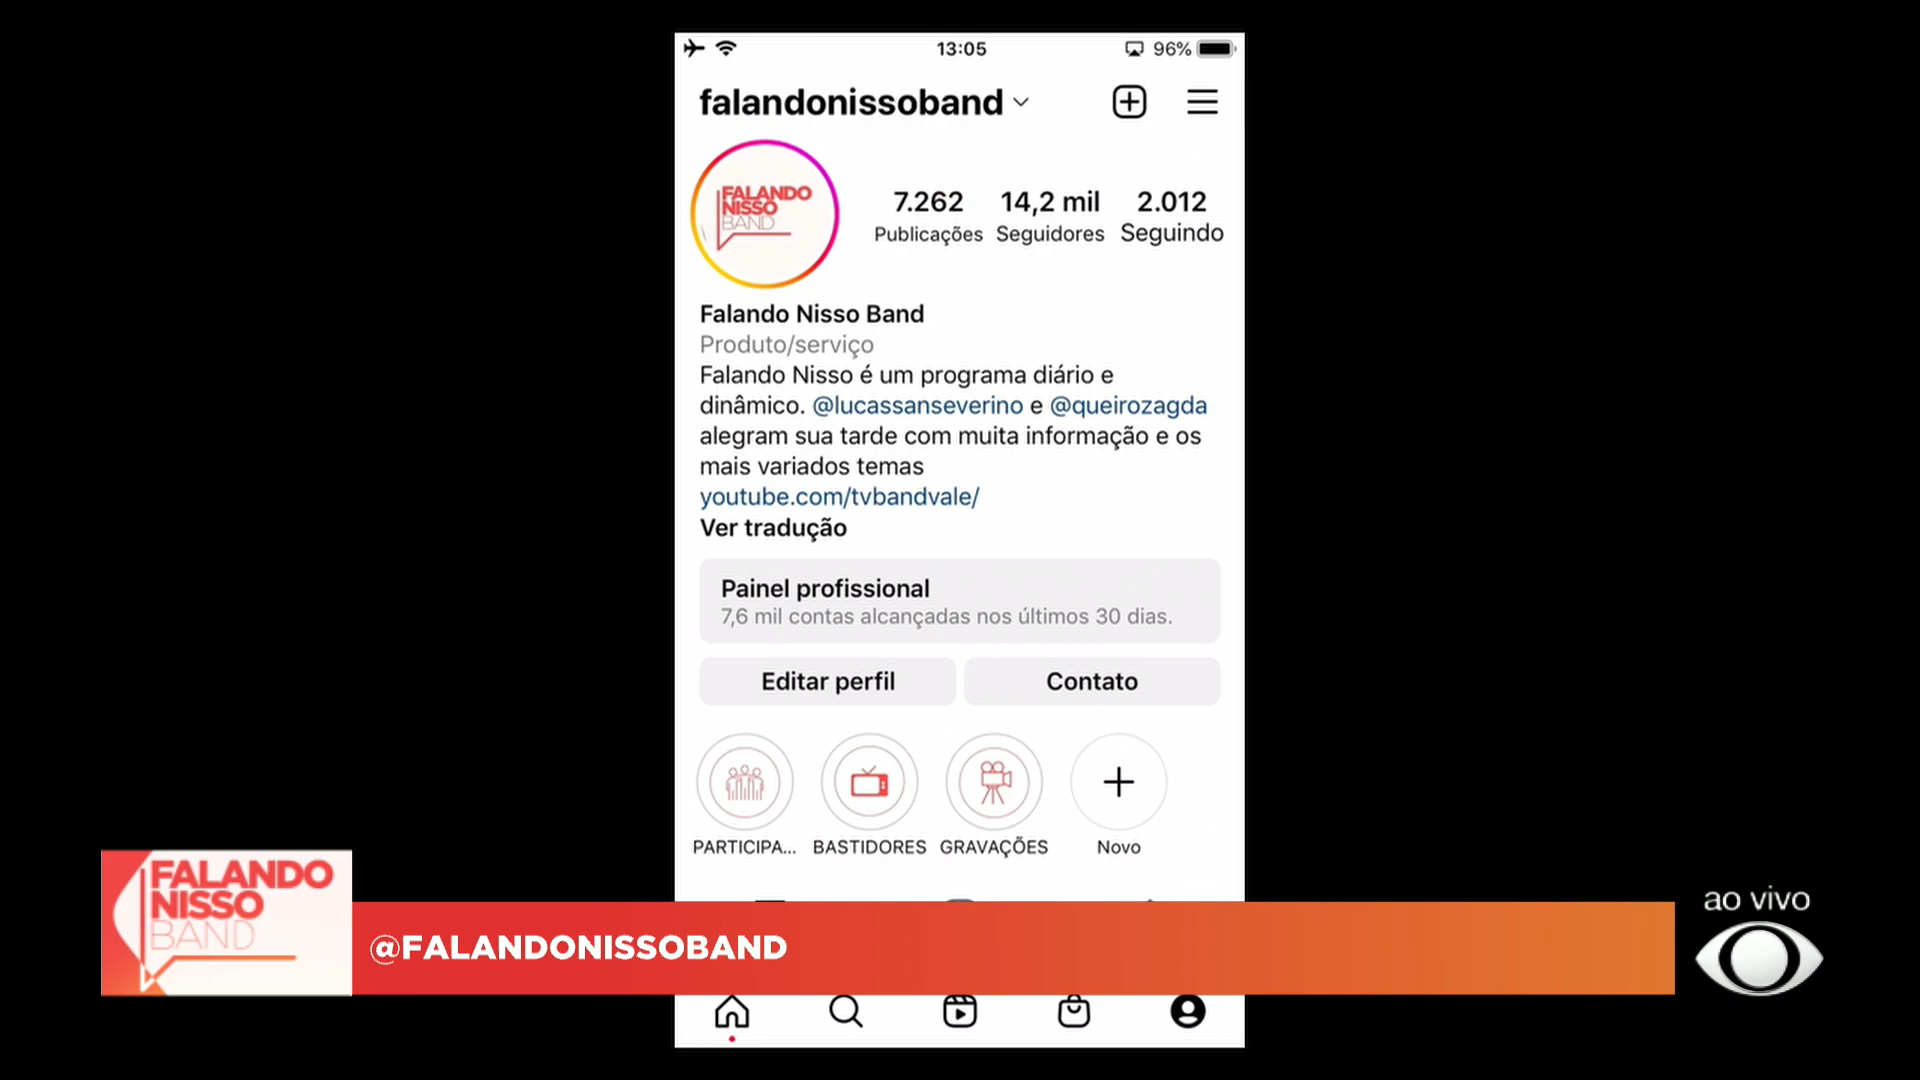 13:05
96%
falandonissoband
FALANDO
NISSO
BAND
7.262
14,2 mil
2.012
Publicações
Seguidores
Seguindo
Falando Nisso Band
Produto/serviço
Falando Nisso é um programa diário e
dinâmico. @lucassanseverino e @queirozagda
alegram sua tarde com muita informação e os
mais variados temas
youtube.com/tvbandvale/
Ver tradução
Painel profissional
7,6 mil contas alcançadas nos últimos 30 dias.
Editar perfil
Contato
PARTICIPA...
BASTIDORES
GRAVAÇÕES
Novo
FALANDO
NISSO
BAND
@FALANDONISSOBAND
ao vivo